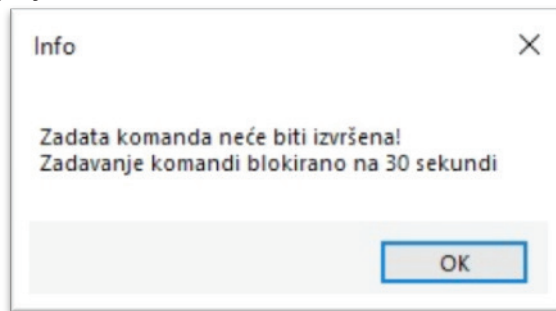 Info
Zadata komanda neće biti izvršena!
Zadavanje komandi blokirano na 30 sekundi
OK